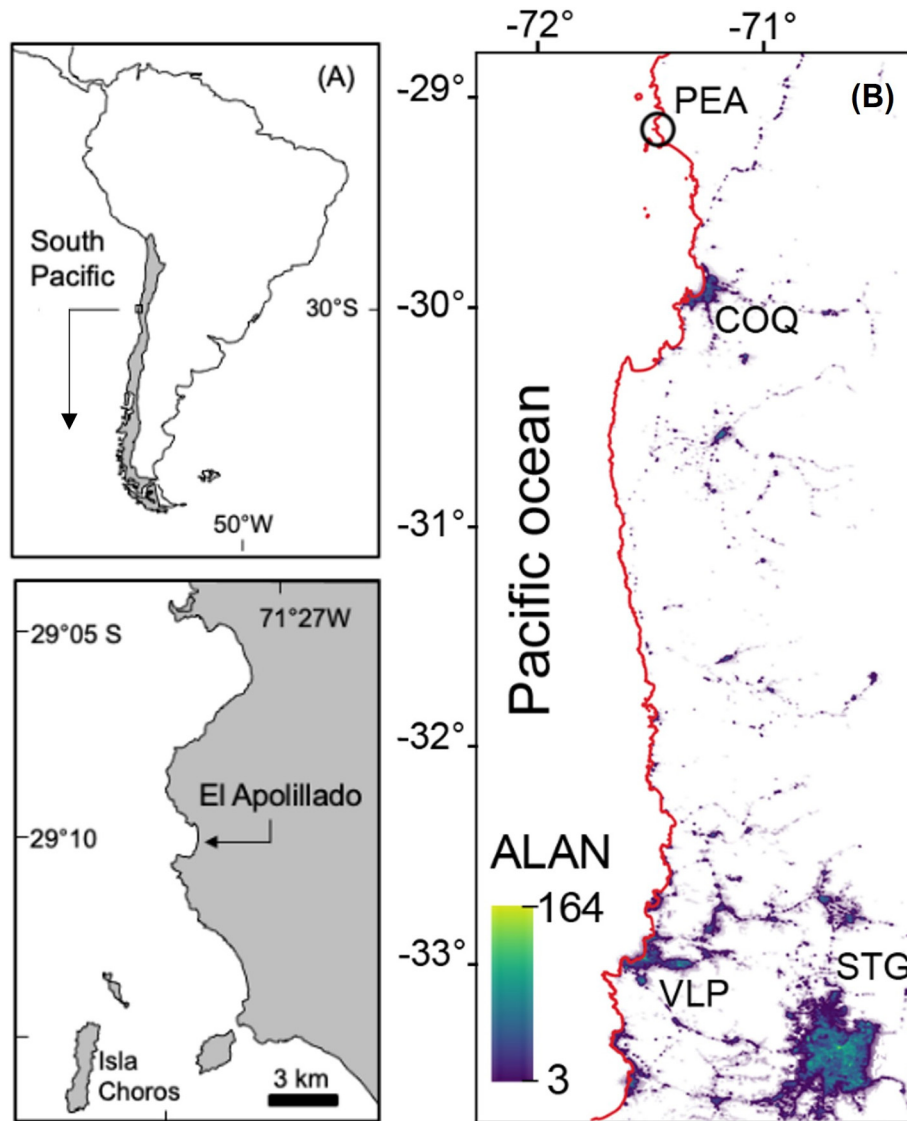 (A)
South
Pacific
30°S
50°W
71°27W
29°05 S
El Apolillado
29°10
Isla
Choros
3 km
-72°
-71°
(B)
-29°
PEA
-30°
COQ
Pacific ocean
-31°
-32°
ALAN
164
3
-33°
STG
VLP